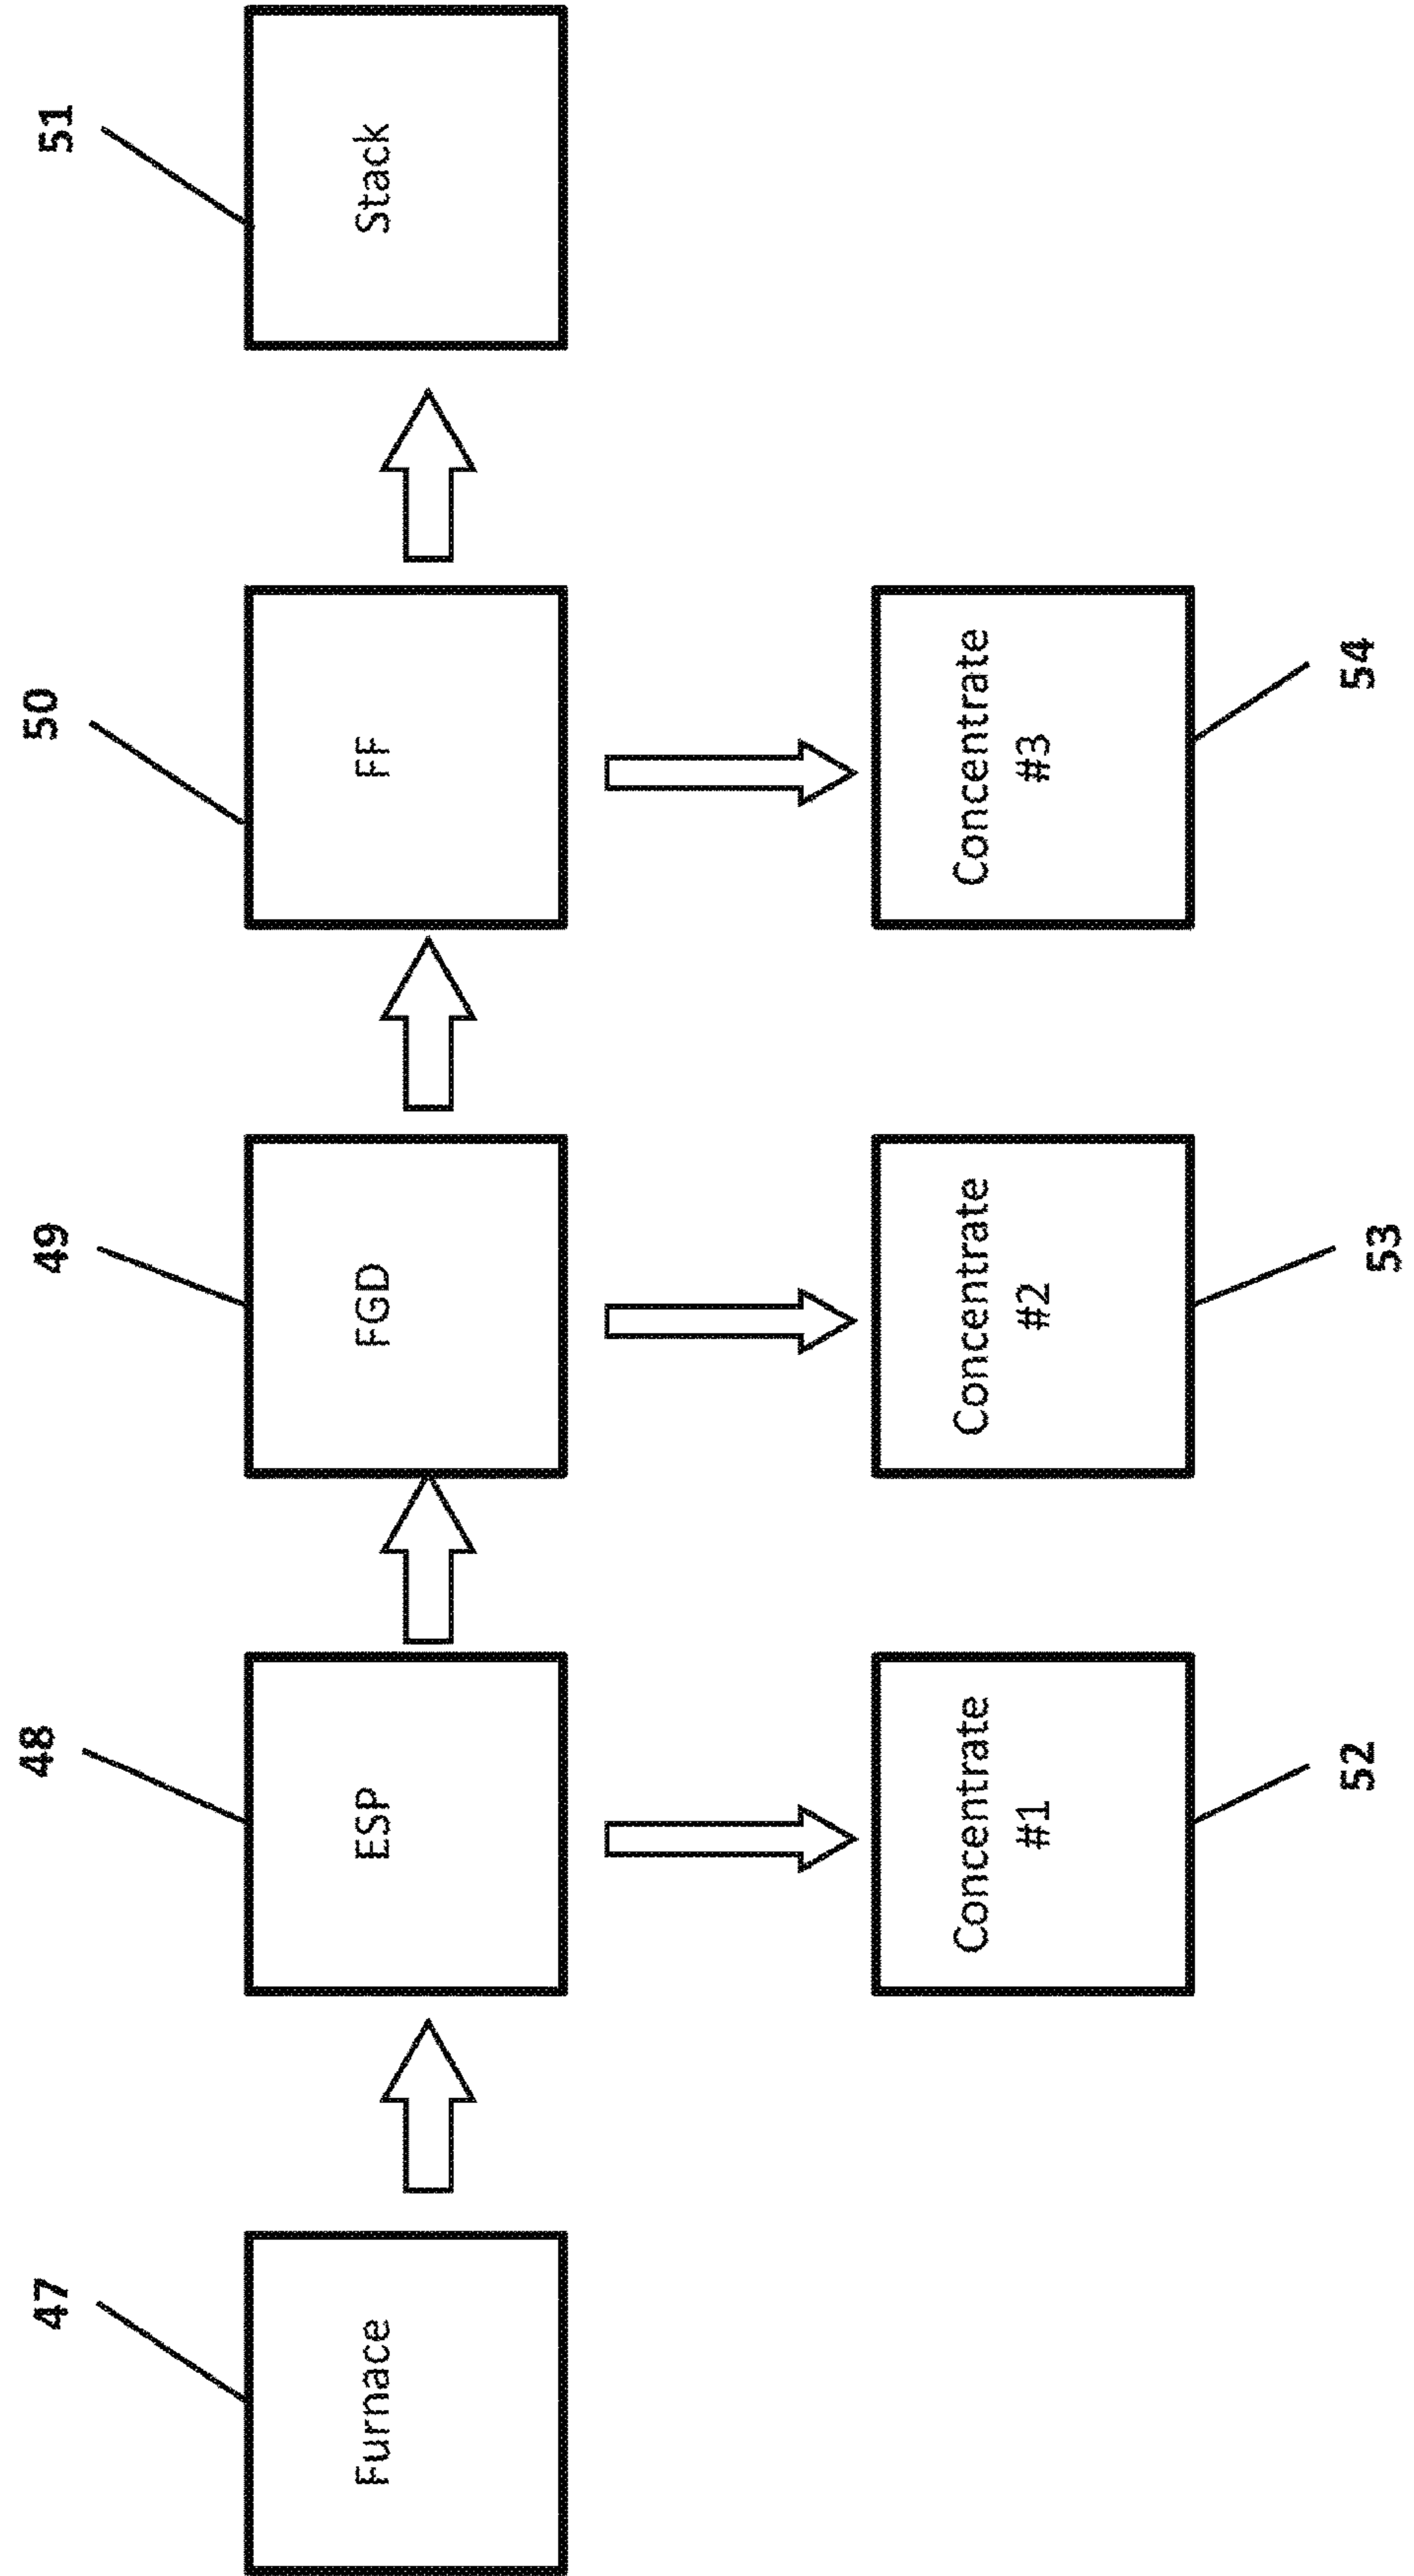 47
48
49
50
51
Furnace
ESP
FGD
FF
Stack
Concentrate
#1
Concentrate
#2
Concentrate
#3
52
53
54